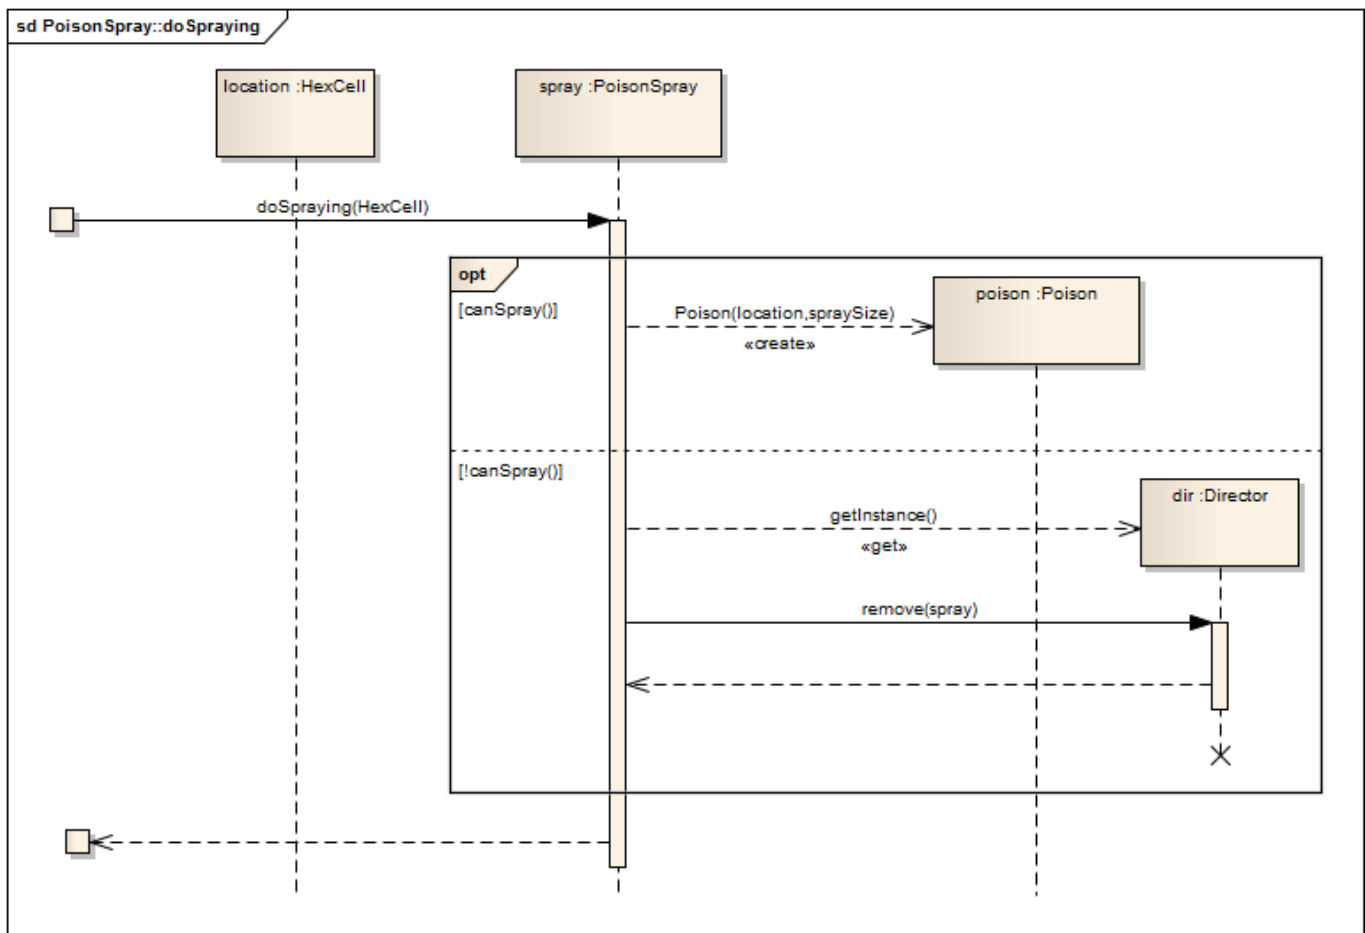 sd PoisonSpray::doSpraying
location :HexCell
spray :PoisonSpray
doSpraying(HexCell)
opt
[canSpray()]
Poison(location,spraySize)
«create»
poison :Poison
[!canSpray()]
getInstance()
«get»
dir :Director
remove(spray)